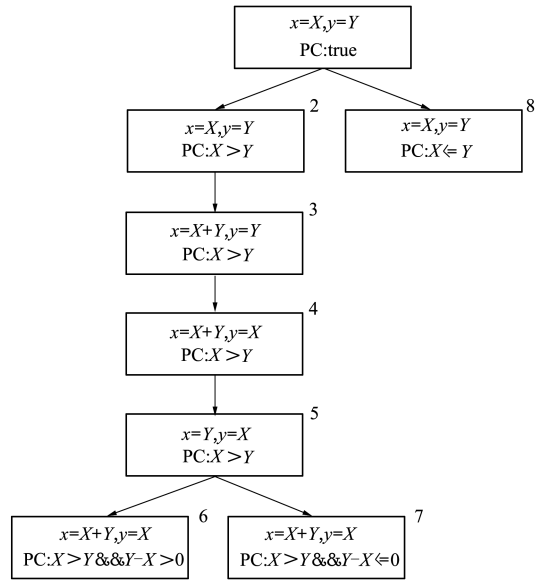 x=X,y=Y
PC:true
2
x=X,y=Y
PC:X>Y
8
x=X,y=Y
PC:X<=Y
3
x=X+Y,y=Y
PC:X>Y
4
x=X+Y,y=X
PC:X>Y
5
x=Y,y=X
PC:X>Y
6
x=X+Y,y=X
PC:X>Y&&Y-X>0
7
x=X+Y,y=X
PC:X>Y&&Y-X<=0